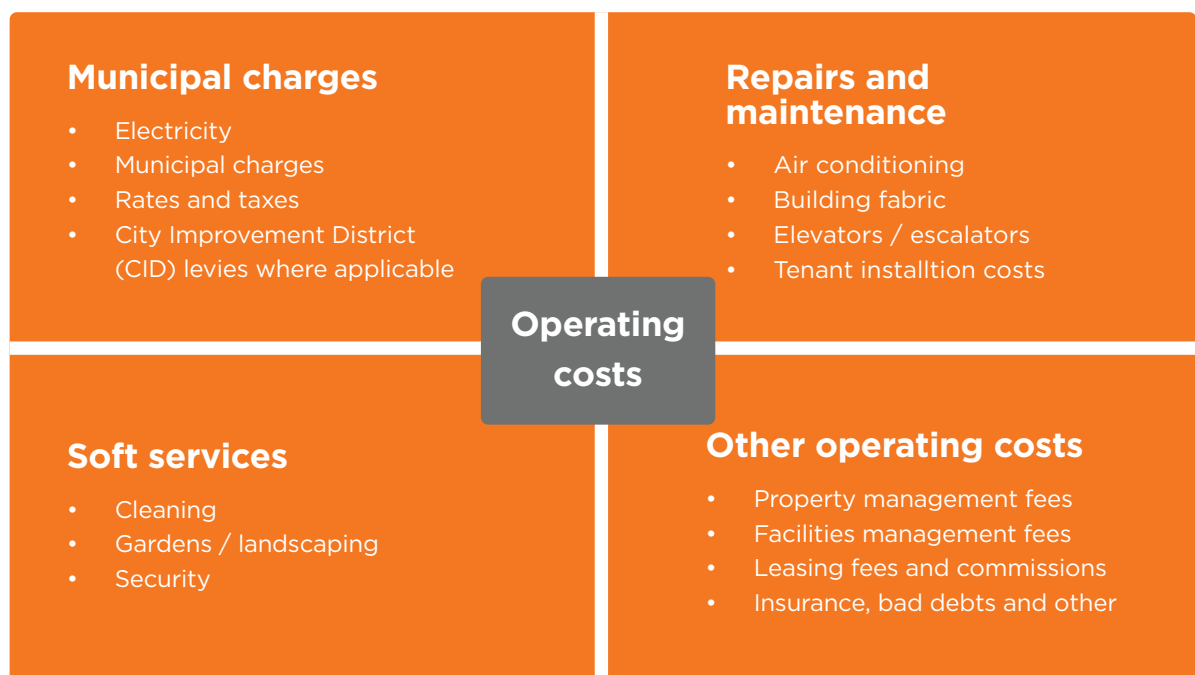 Municipal charges
• Electricity
• Municipal charges
• Rates and taxes
• City Improvement District
(CID) levies where applicable
Repairs and
maintenance
• Air conditioning
• Building fabric
• Elevators / escalators
• Tenant installtion costs
Operating
costs
Soft services
• Cleaning
• Gardens / landscaping
• Security
Other operating costs
• Property management fees
• Facilities management fees
• Leasing fees and commissions
• Insurance, bad debts and other